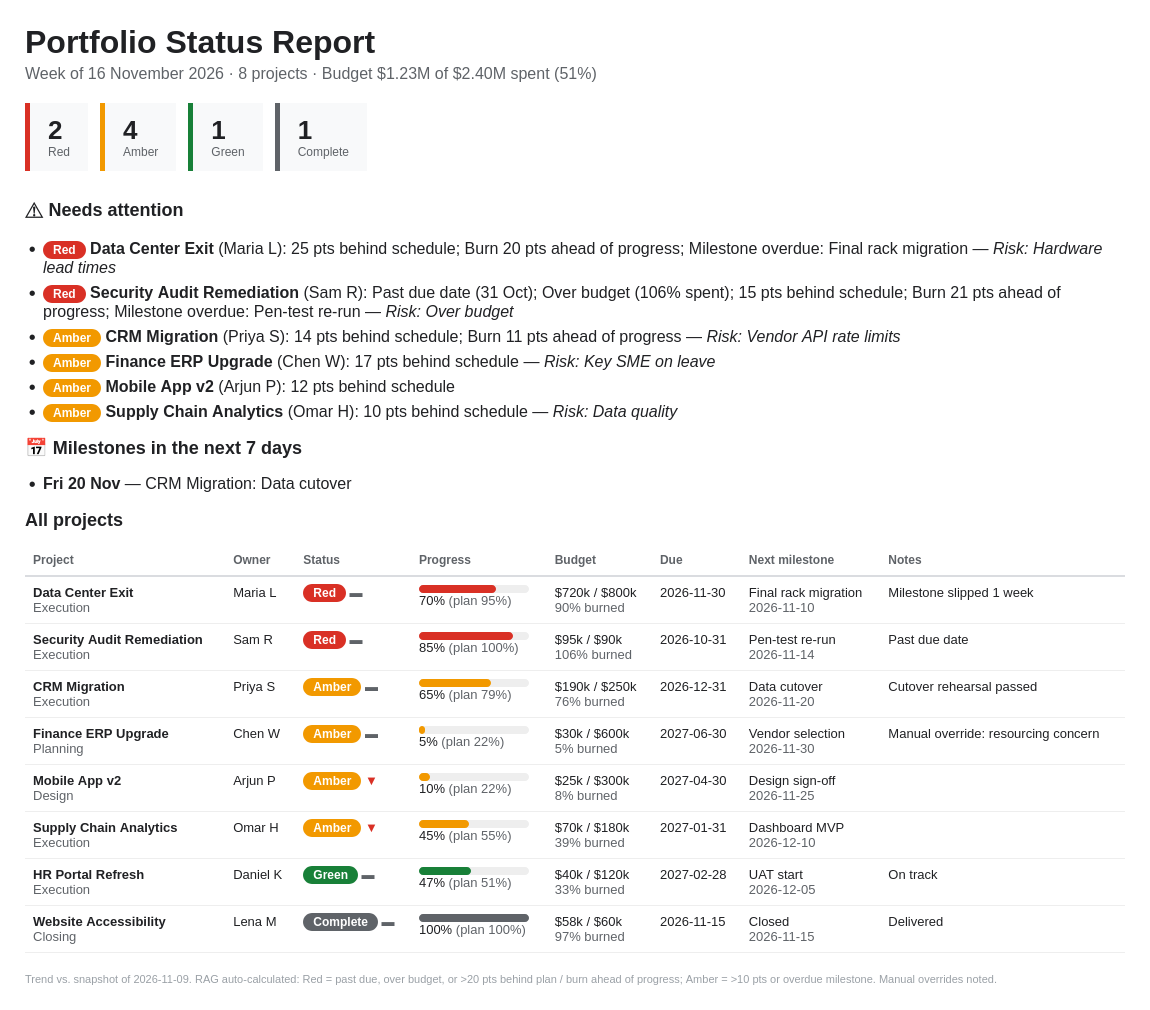 Portfolio Status Report
Week of 16 November 2026 · 8 projects · Budget $1.23M of $2.40M spent (51%)
2 4 1 1
Red Amber Green Complete
⚠ Needs attention
• Red Data Center Exit (Maria L): 25 pts behind schedule; Burn 20 pts ahead of progress; Milestone overdue: Final rack migration — Risk: Hardware
lead times
• Red Security Audit Remediation (Sam R): Past due date (31 Oct); Over budget (106% spent); 15 pts behind schedule; Burn 21 pts ahead of
progress; Milestone overdue: Pen-test re-run — Risk: Over budget
• Amber CRM Migration (Priya S): 14 pts behind schedule; Burn 11 pts ahead of progress — Risk: Vendor API rate limits
• Amber Finance ERP Upgrade (Chen W): 17 pts behind schedule — Risk: Key SME on leave
• Amber Mobile App v2 (Arjun P): 12 pts behind schedule
• Amber Supply Chain Analytics (Omar H): 10 pts behind schedule — Risk: Data quality
📅 Milestones in the next 7 days
• Fri 20 Nov — CRM Migration: Data cutover
All projects
Project Owner Status Progress Budget Due Next milestone Notes
Data Center Exit Maria L Red ▬ $720k / $800k 2026-11-30 Final rack migration Milestone slipped 1 week
Execution 70% (plan 95%) 90% burned 2026-11-10
Security Audit Remediation Sam R Red ▬ $95k / $90k 2026-10-31 Pen-test re-run Past due date
Execution 85% (plan 100%) 106% burned 2026-11-14
CRM Migration Priya S Amber ▬ $190k / $250k 2026-12-31 Data cutover Cutover rehearsal passed
Execution 65% (plan 79%) 76% burned 2026-11-20
Finance ERP Upgrade Chen W Amber ▬ $30k / $600k 2027-06-30 Vendor selection Manual override: resourcing concern
Planning 5% (plan 22%) 5% burned 2026-11-30
Mobile App v2 Arjun P Amber ▼ $25k / $300k 2027-04-30 Design sign-off
Design 10% (plan 22%) 8% burned 2026-11-25
Supply Chain Analytics Omar H Amber ▼ $70k / $180k 2027-01-31 Dashboard MVP
Execution 45% (plan 55%) 39% burned 2026-12-10
HR Portal Refresh Daniel K Green ▬ $40k / $120k 2027-02-28 UAT start On track
Execution 47% (plan 51%) 33% burned 2026-12-05
Website Accessibility Lena M Complete ▬ $58k / $60k 2026-11-15 Closed Delivered
Closing 100% (plan 100%) 97% burned 2026-11-15
Trend vs. snapshot of 2026-11-09. RAG auto-calculated: Red = past due, over budget, or >20 pts behind plan / burn ahead of progress; Amber = >10 pts or overdue milestone. Manual overrides noted.